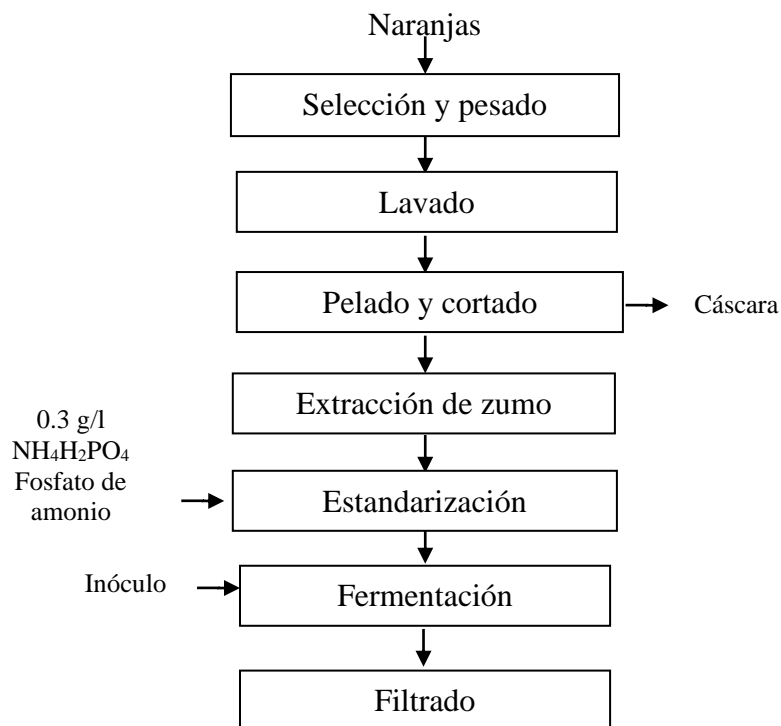 Naranjas
Selección y pesado
Lavado
Pelado y cortado
Cáscara
Extracción de zumo
0.3 g/l
NH₄H₂PO₄
Fosfato de
amonio
Estandarización
Inóculo
Fermentación
Filtrado